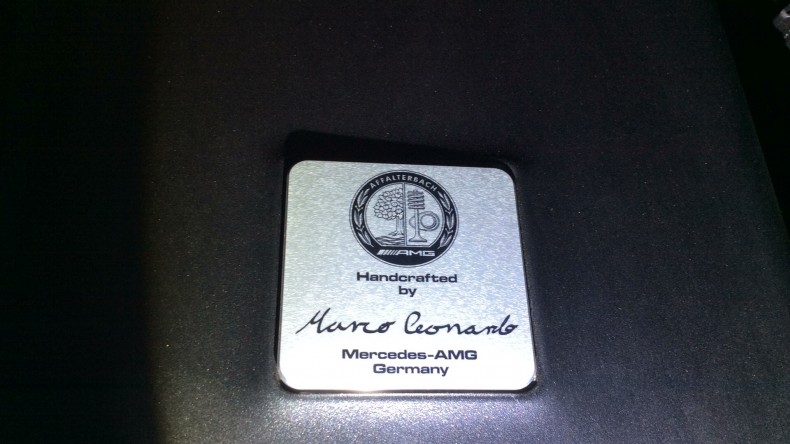 AFFALTERBACH
AMG
Handcrafted
by
Marco Leonardo
Mercedes-AMG
Germany